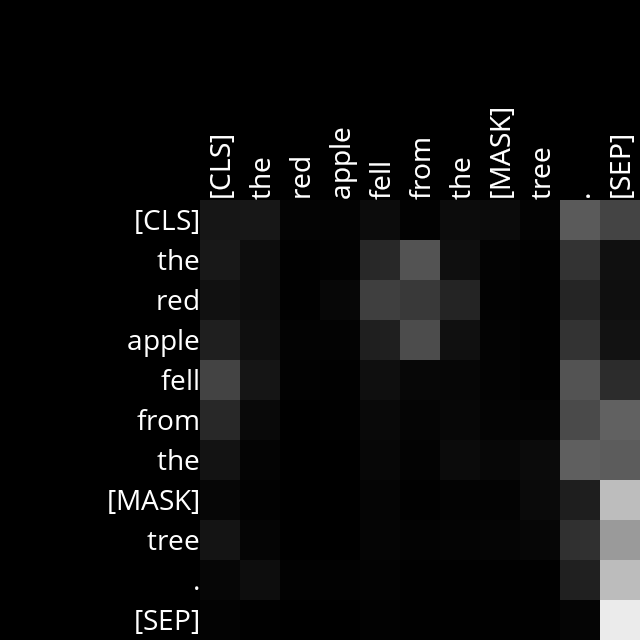 [CLS] the red apple fell from the [MASK] tree . [SEP]
[CLS]
the
red
apple
fell
from
the
[MASK]
tree
.
[SEP]